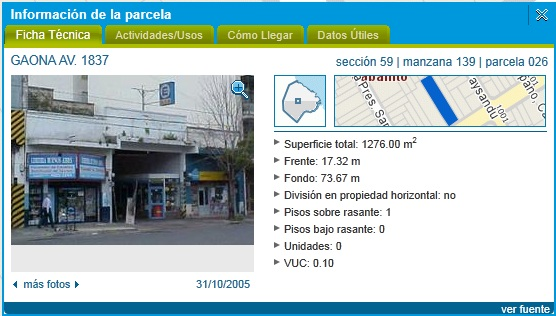 Información de la parcela
Ficha Técnica
Actividades/Usos
Cómo Llegar
Datos Útiles
GAONA AV. 1837
sección 59 | manzana 139 | parcela 026
1001
Superficie total: 1276.00 m²
Frente: 17.32 m
Fondo: 73.67 m
División en propiedad horizontal: no
Pisos sobre rasante: 1
Pisos bajo rasante: 0
Unidades: 0
VUC: 0.10
más fotos
31/10/2005
ver fuente